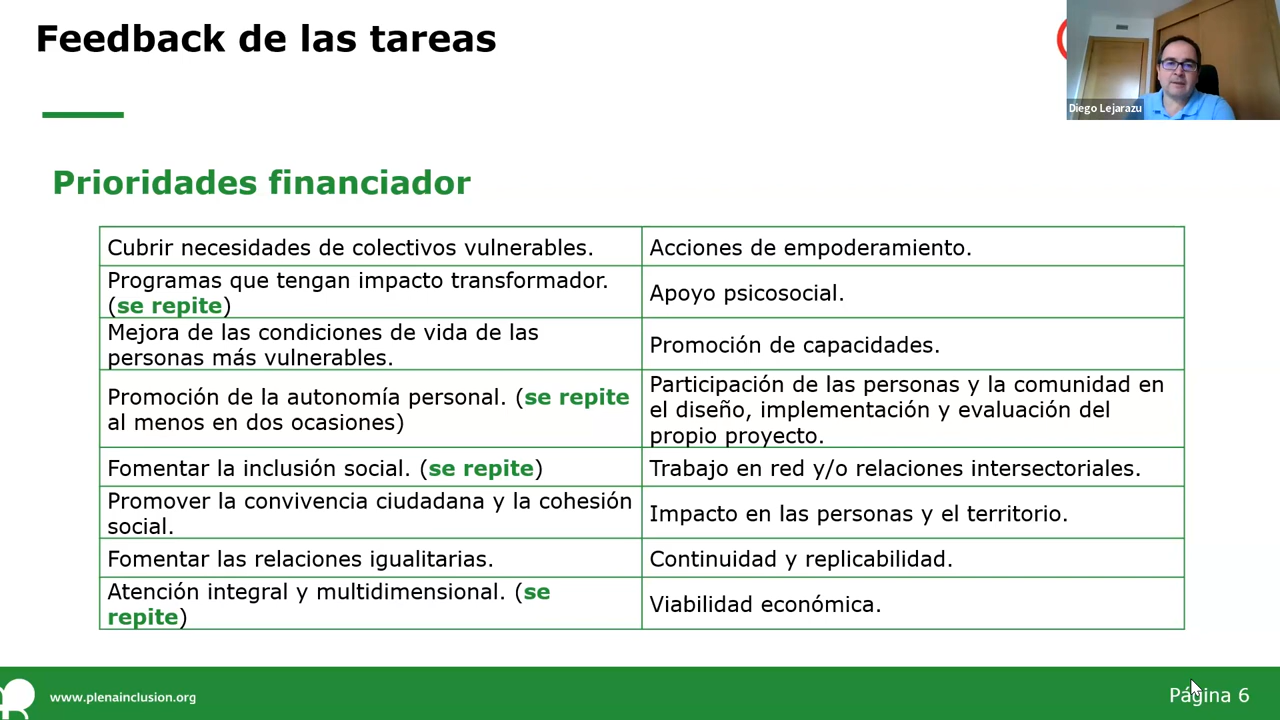 Feedback de las tareas
Diego Lejarazu
Prioridades financiador
Cubrir necesidades de colectivos vulnerables.
Acciones de empoderamiento.
Programas que tengan impacto transformador.
(se repite)
Apoyo psicosocial.
Mejora de las condiciones de vida de las
personas más vulnerables.
Promoción de capacidades.
Promoción de la autonomía personal. (se repite
al menos en dos ocasiones)
Participación de las personas y la comunidad en
el diseño, implementación y evaluación del
propio proyecto.
Fomentar la inclusión social. (se repite)
Trabajo en red y/o relaciones intersectoriales.
Promover la convivencia ciudadana y la cohesión
social.
Impacto en las personas y el territorio.
Fomentar las relaciones igualitarias.
Continuidad y replicabilidad.
Atención integral y multidimensional. (se
repite)
Viabilidad económica.
www.plenainclusion.org
Página 6